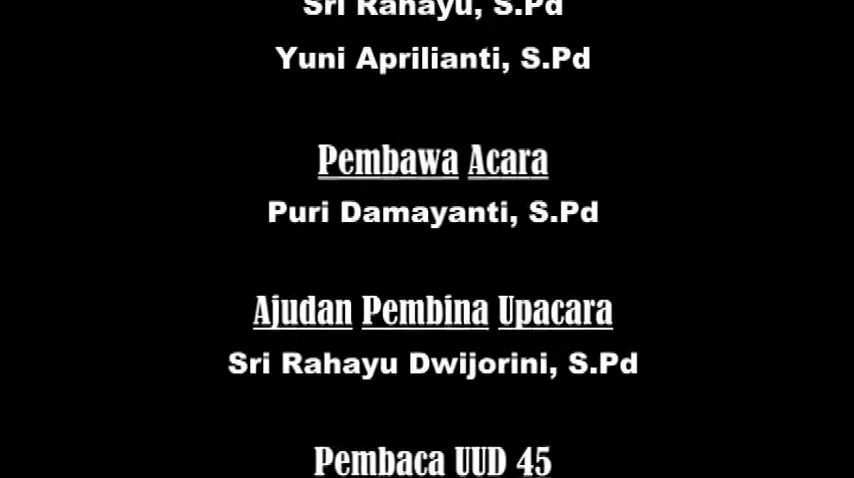 Sri Rahayu, S.Pd
Yuni Aprilianti, S.Pd
Pembawa Acara
Puri Damayanti, S.Pd
Ajudan Pembina Upacara
Sri Rahayu Dwijorini, S.Pd
Pembaca UUD 45